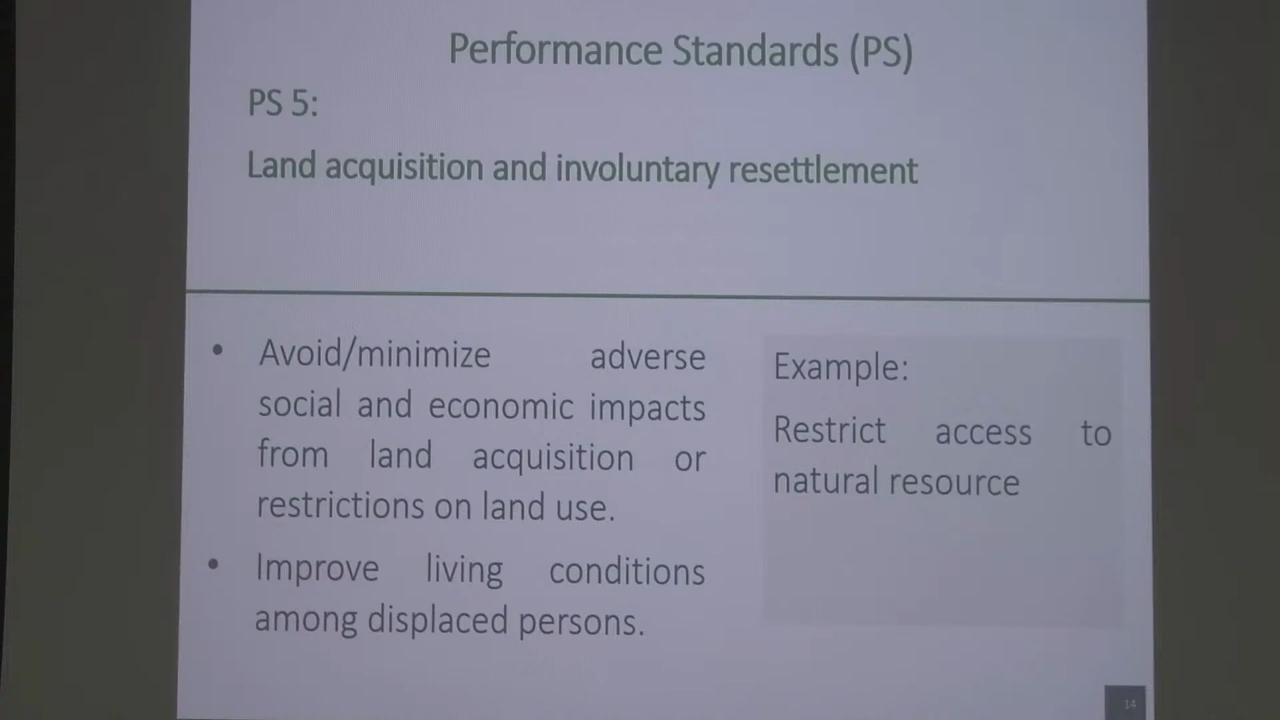 Performance Standards (PS)
PS 5:
Land acquisition and involuntary resettlement
• Avoid/minimize adverse
social and economic impacts
from land acquisition or
restrictions on land use.
• Improve living conditions
among displaced persons.
Example:
Restrict access to
natural resource
14